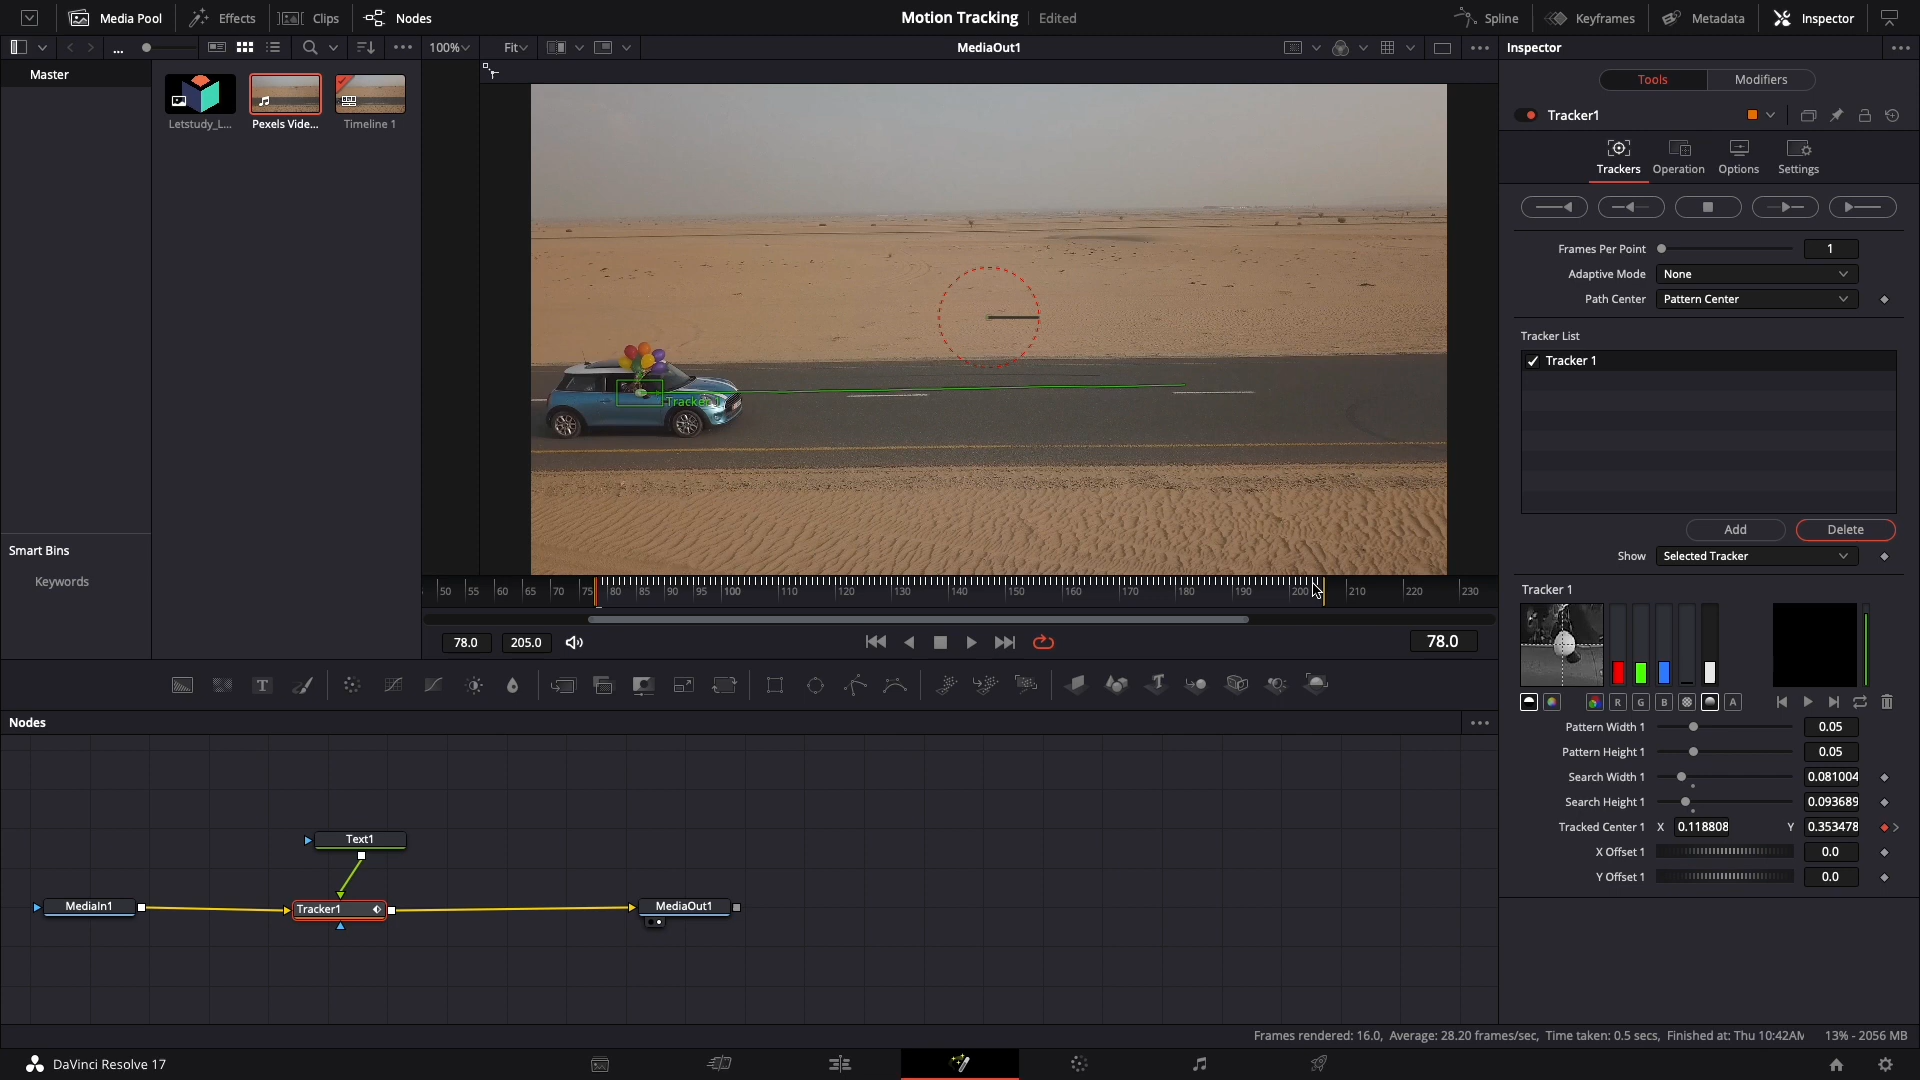 Media Pool Effects Clips Nodes Motion Tracking Edited Spline Keyframes Metadata Inspector
... 100% Fit MediaOut1 ... Inspector ...
Master
Letstudy_L... Pexels Vide... Timeline 1
Tools Modifiers
Tracker1
Trackers Operation Options Settings
Frames Per Point 1
Adaptive Mode None
Path Center Pattern Center
Tracker List
Tracker 1
Add Delete
Show Selected Tracker
Smart Bins
Keywords
50 55 60 65 70 75 80 85 90 95 100 110 120 130 140 150 160 170 180 190 200 210 220 230
78.0 205.0 78.0
Tracker 1
R G B A
Pattern Width 1 0.05
Pattern Height 1 0.05
Search Width 1 0.081004
Search Height 1 0.093689
Tracked Center 1 X 0.118808 Y 0.353478
X Offset 1 0.0
Y Offset 1 0.0
Nodes
Text1
MediaIn1 Tracker1 MediaOut1
Frames rendered: 16.0, Average: 28.20 frames/sec, Time taken: 0.5 secs, Finished at: Thu 10:42AM 13% - 2056 MB
DaVinci Resolve 17